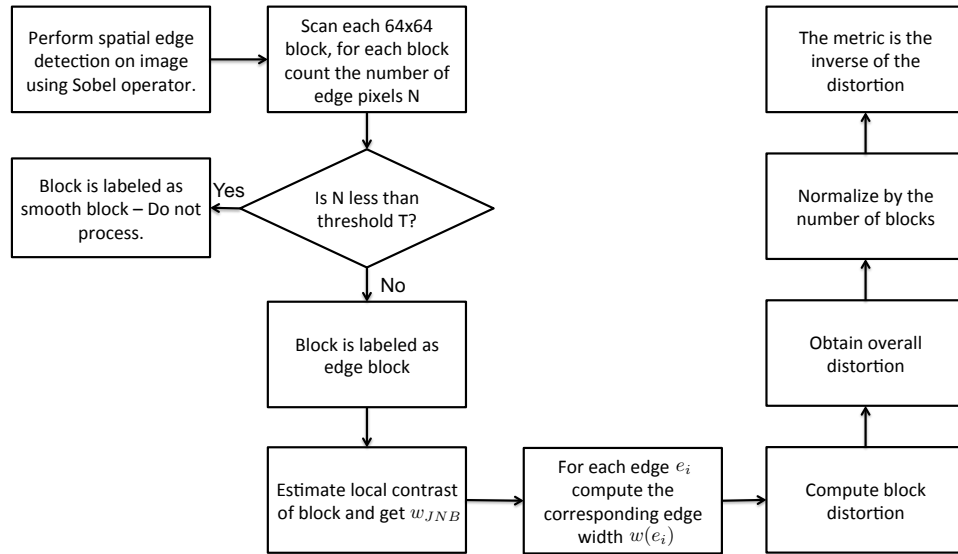 Perform spatial edge
detection on image
using Sobel operator.
Scan each 64x64
block, for each block
count the number of
edge pixels N
Is N less than
threshold T?
Yes
Block is labeled as
smooth block – Do not
process.
No
Block is labeled as
edge block
Estimate local contrast
of block and get w_{JNB}
For each edge e_i
compute the
corresponding edge
width w(e_i)
Compute block
distortion
Obtain overall
distortion
Normalize by the
number of blocks
The metric is the
inverse of the
distortion